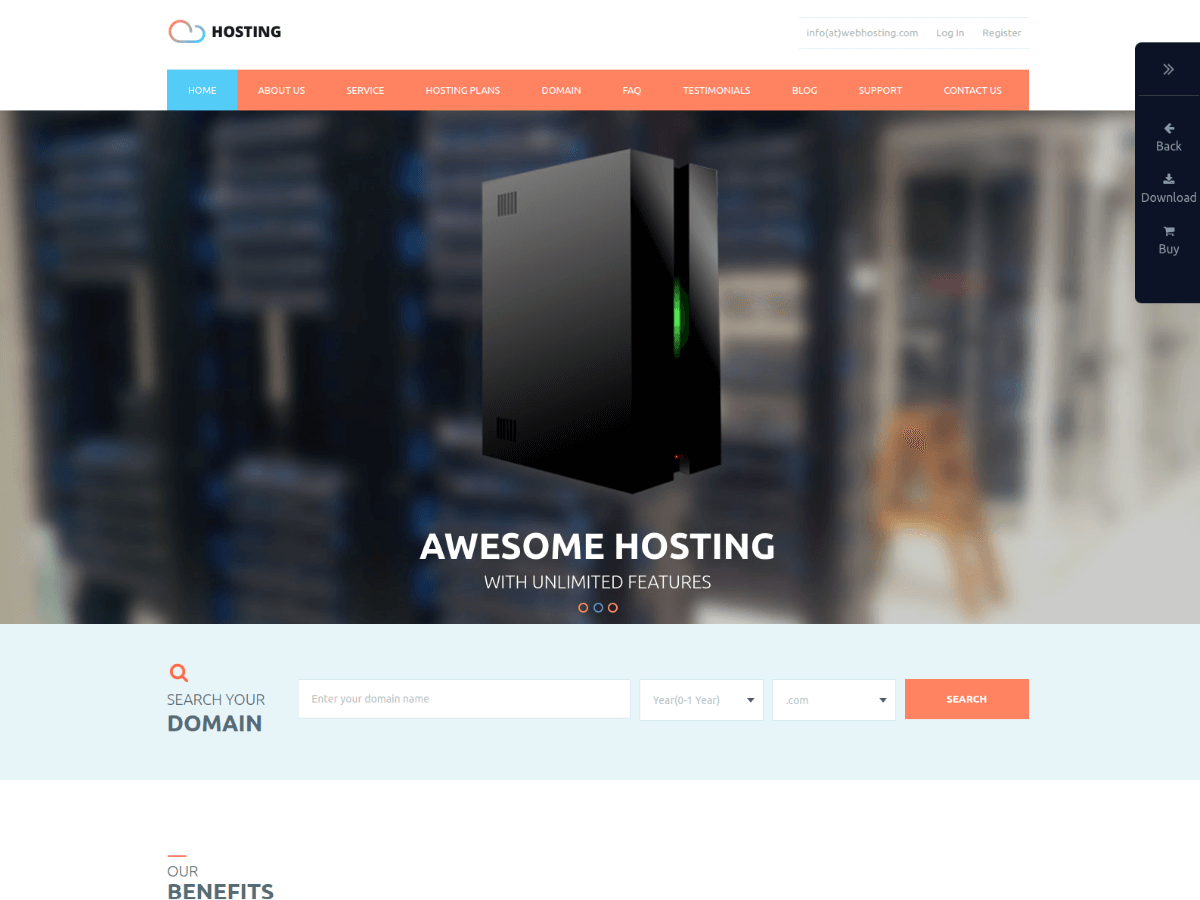 HOSTING
info(at)webhosting.com Log In Register
HOME ABOUT US SERVICE HOSTING PLANS DOMAIN FAQ TESTIMONIALS BLOG SUPPORT CONTACT US
Back
Download
Buy
AWESOME HOSTING
WITH UNLIMITED FEATURES
SEARCH YOUR
DOMAIN
Enter your domain name Year(0-1 Year) .com SEARCH
OUR
BENEFITS